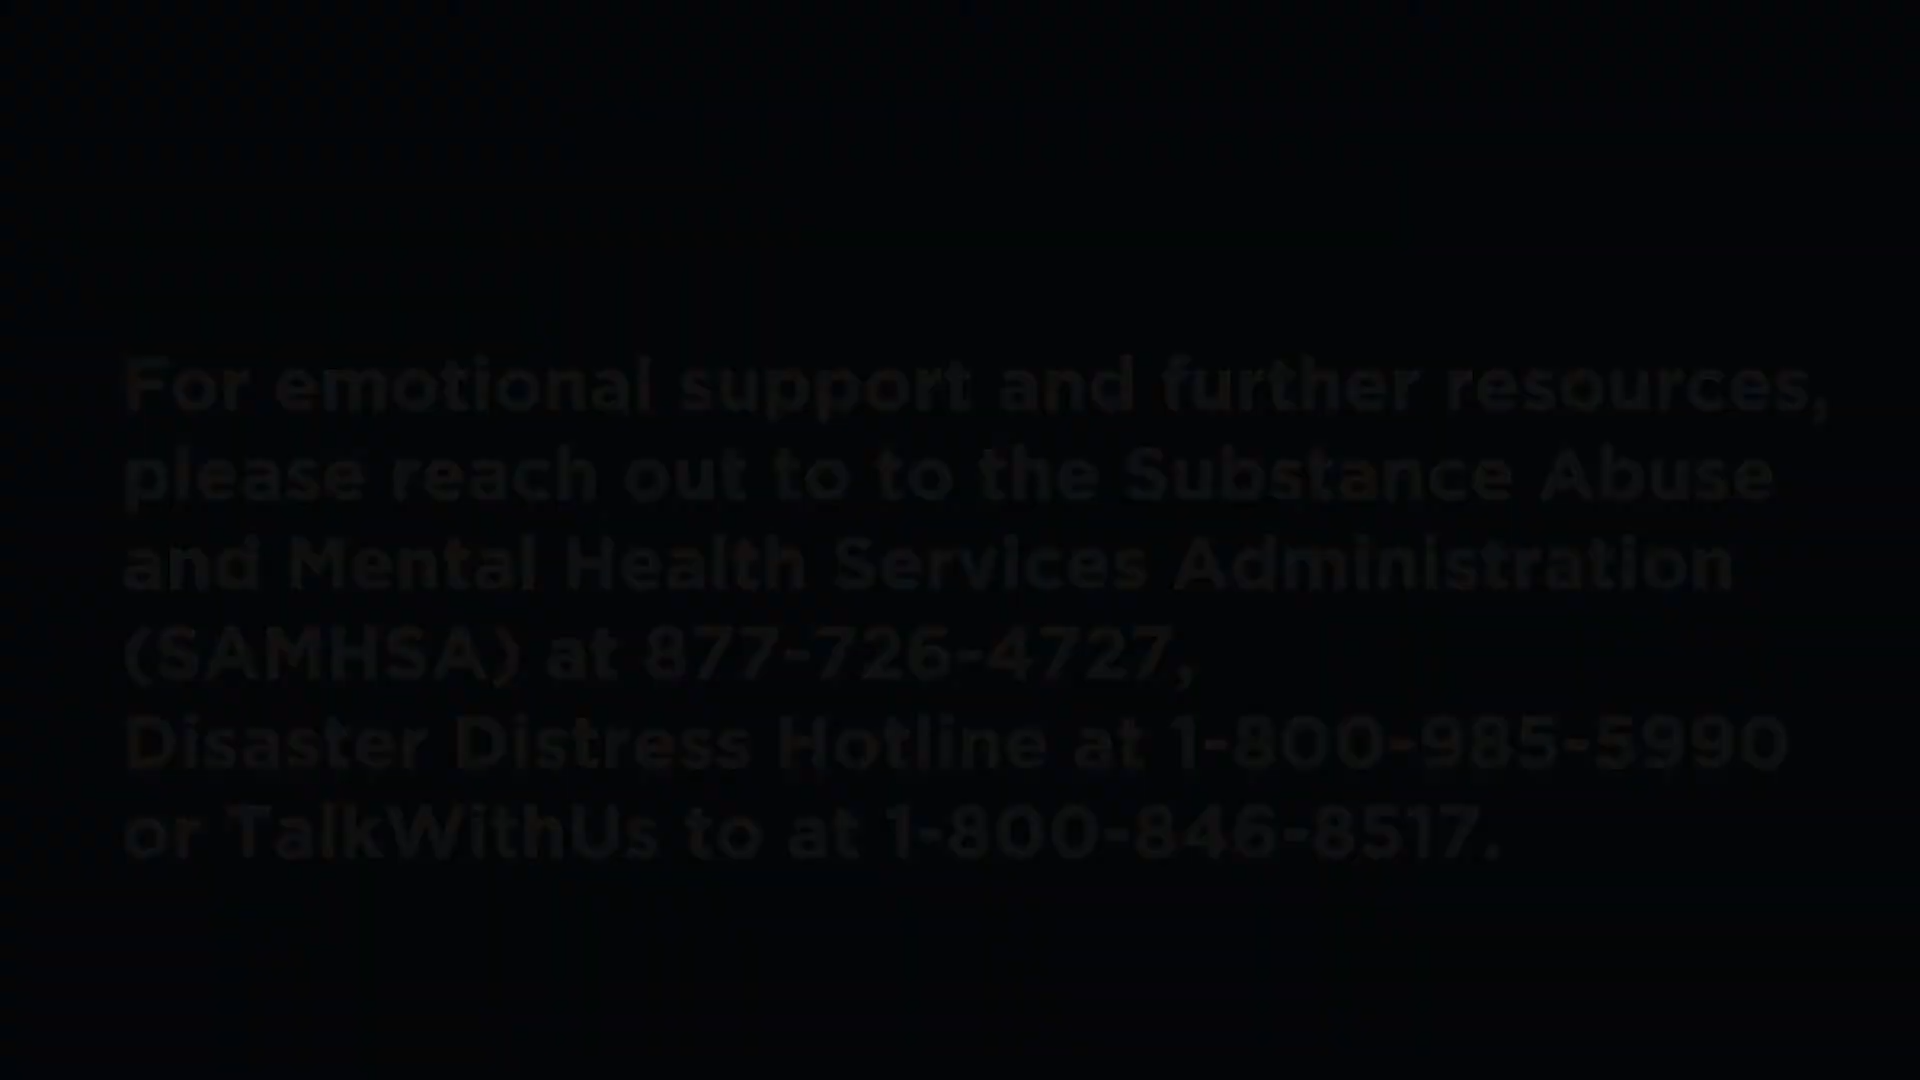 For emotional support and further resources,
please reach out to to the Substance Abuse
and Mental Health Services Administration
(SAMHSA) at 877-726-4727,
Disaster Distress Hotline at 1-800-985-5990
or TalkWithUs to at 1-800-846-8517.